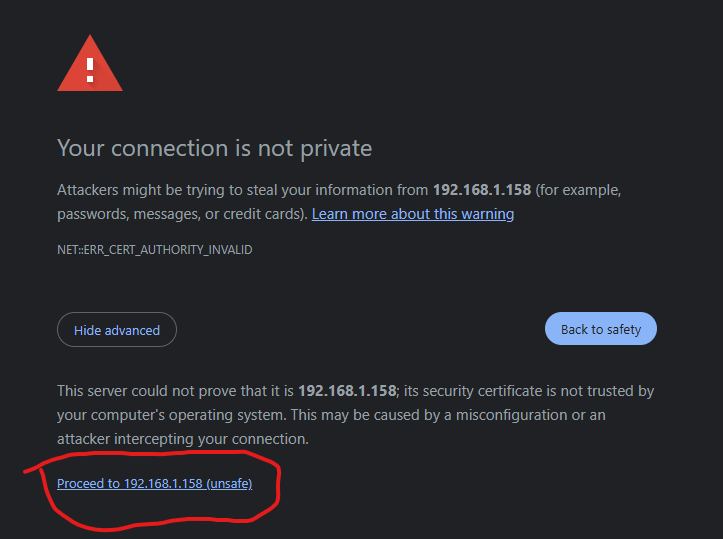 Your connection is not private
Attackers might be trying to steal your information from 192.168.1.158 (for example,
passwords, messages, or credit cards). Learn more about this warning
NET::ERR_CERT_AUTHORITY_INVALID
Hide advanced
Back to safety
This server could not prove that it is 192.168.1.158; its security certificate is not trusted by
your computer's operating system. This may be caused by a misconfiguration or an
attacker intercepting your connection.
Proceed to 192.168.1.158 (unsafe)